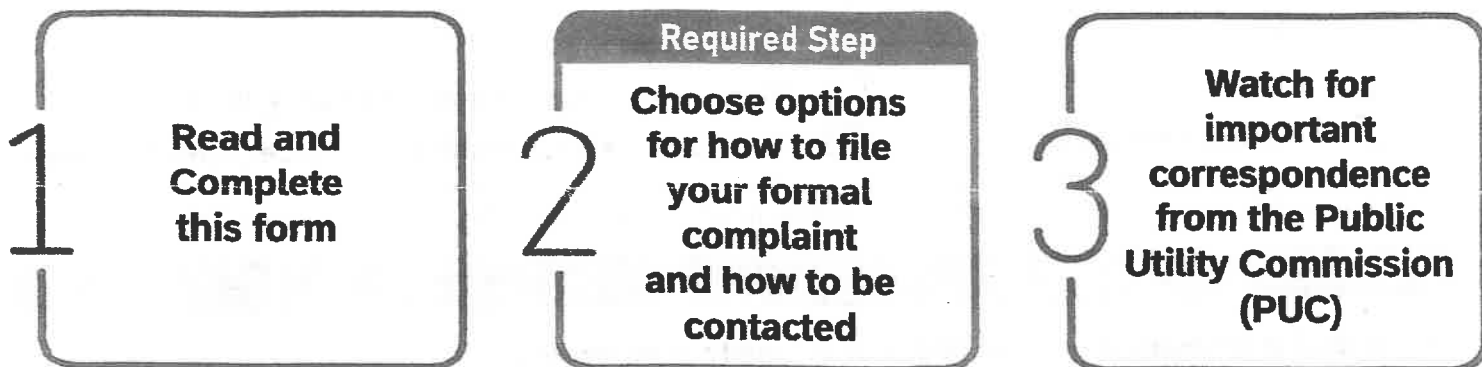 1
Read and
Complete
this form
Required Step
2
Choose options
for how to file
your formal
complaint
and how to be
contacted
3
Watch for
important
correspondence
from the Public
Utility Commission
(PUC)